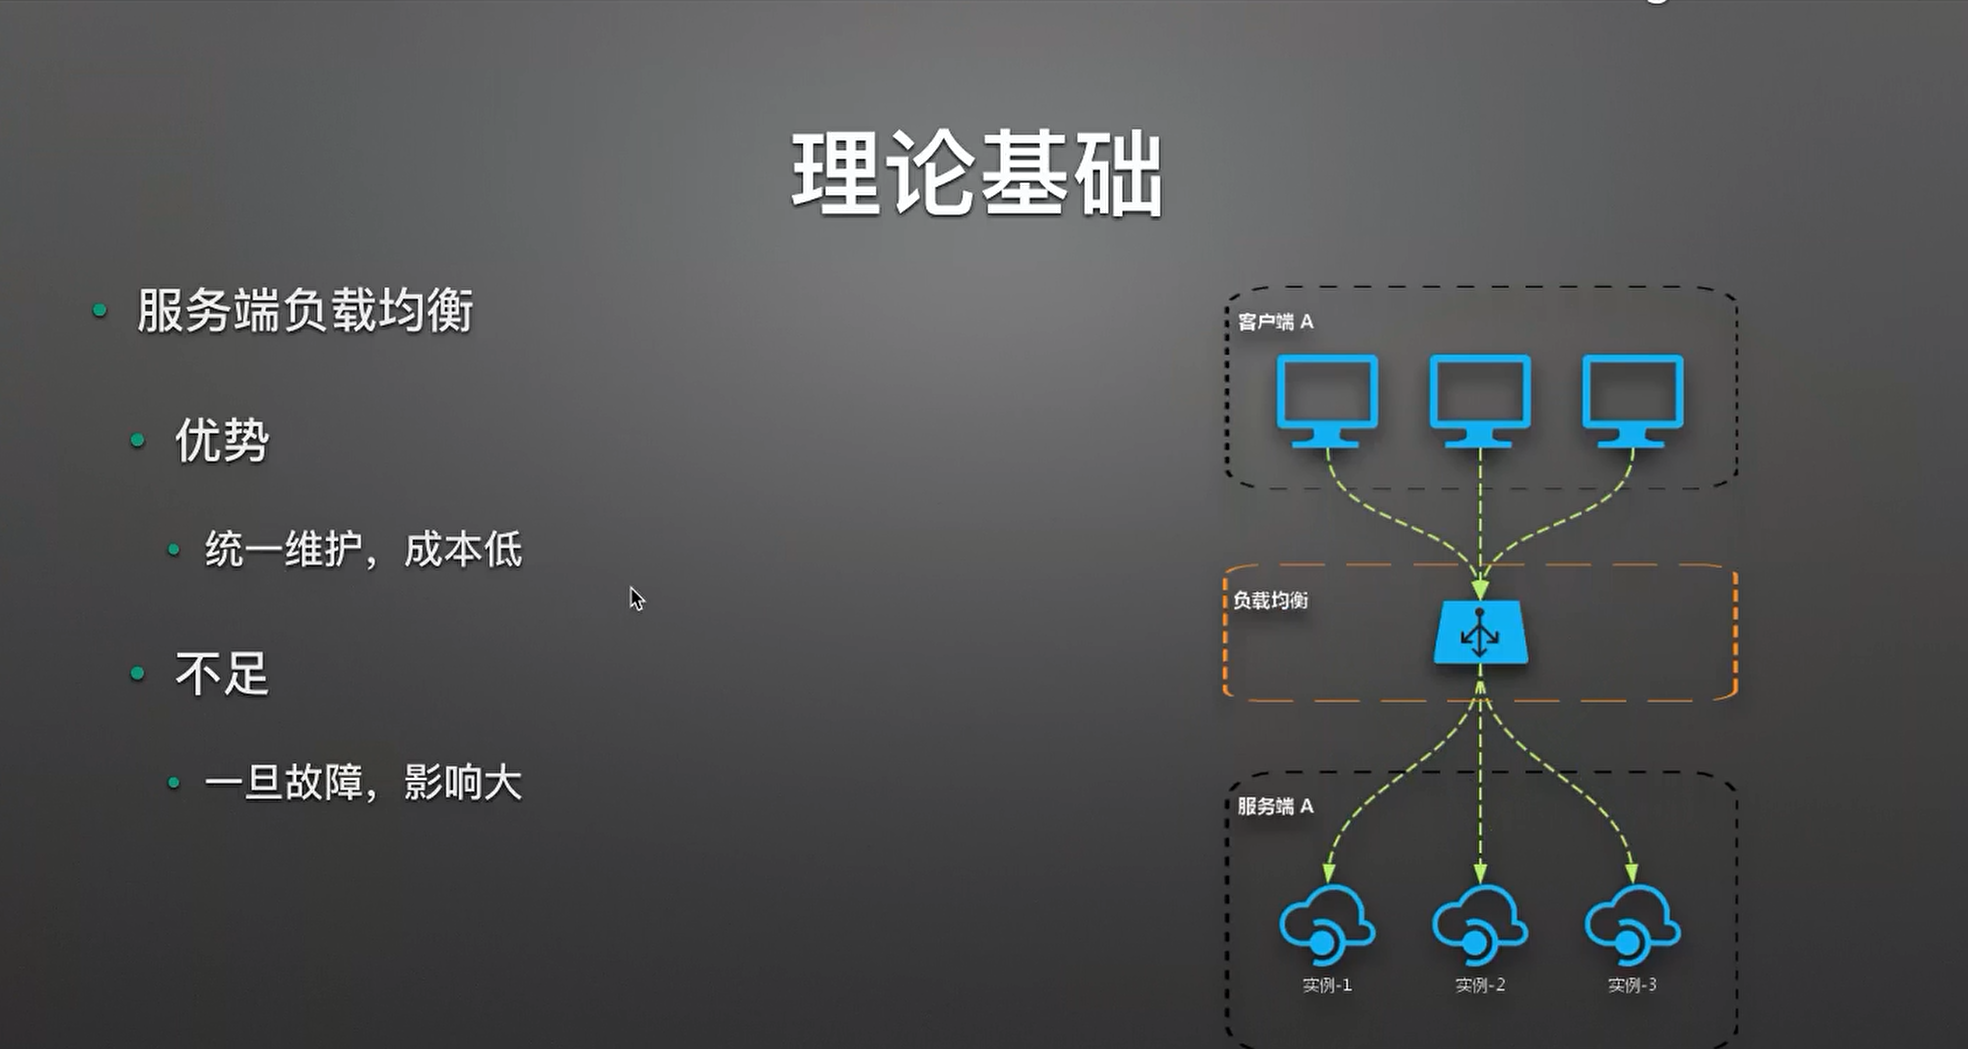 理论基础
服务端负载均衡
优势
统一维护，成本低
不足
一旦故障，影响大
客户端 A
负载均衡
服务端 A
实例-1
实例-2
实例-3